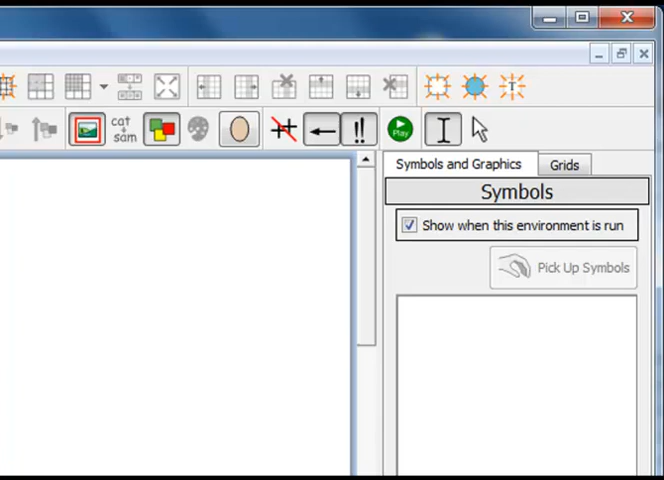 T
cat
sam
!!
Play
Symbols and Graphics
Grids
Symbols
Show when this environment is run
Pick Up Symbols